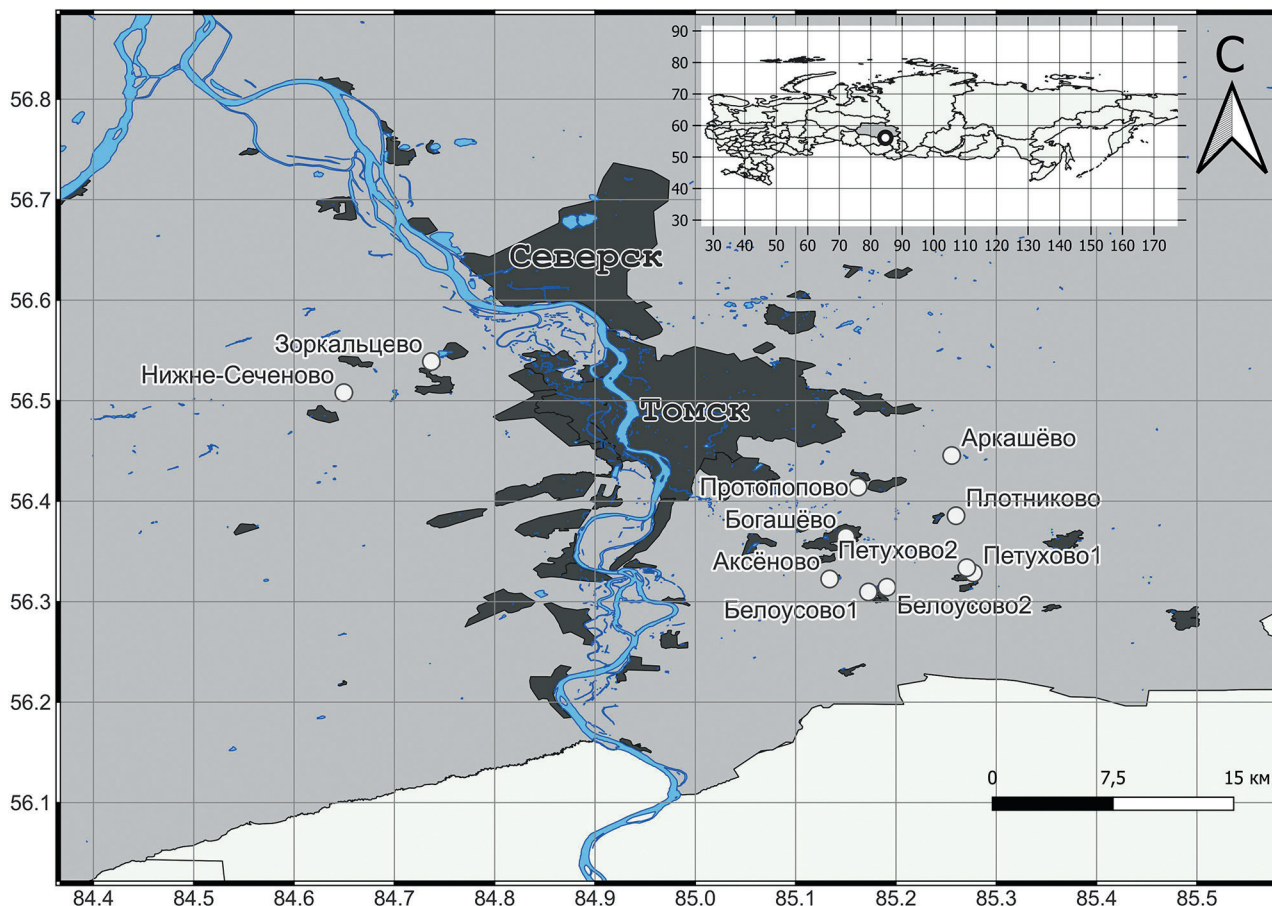 90
80
70
60
50
40
30
30 40 50 60 70 80 90 100 110 120 130 140 150 160 170
С
56.8
56.7
56.6
56.5
56.4
56.3
56.2
56.1
Северск
Зоркальцево
Нижне-Сеченово
Томск
Аркашёво
Протопопово
Плотниково
Богашёво
Петухово2
Петухово1
Аксёново
Белоусово1
Белоусово2
0 7,5 15 км
84.4 84.5 84.6 84.7 84.8 84.9 85.0 85.1 85.2 85.3 85.4 85.5